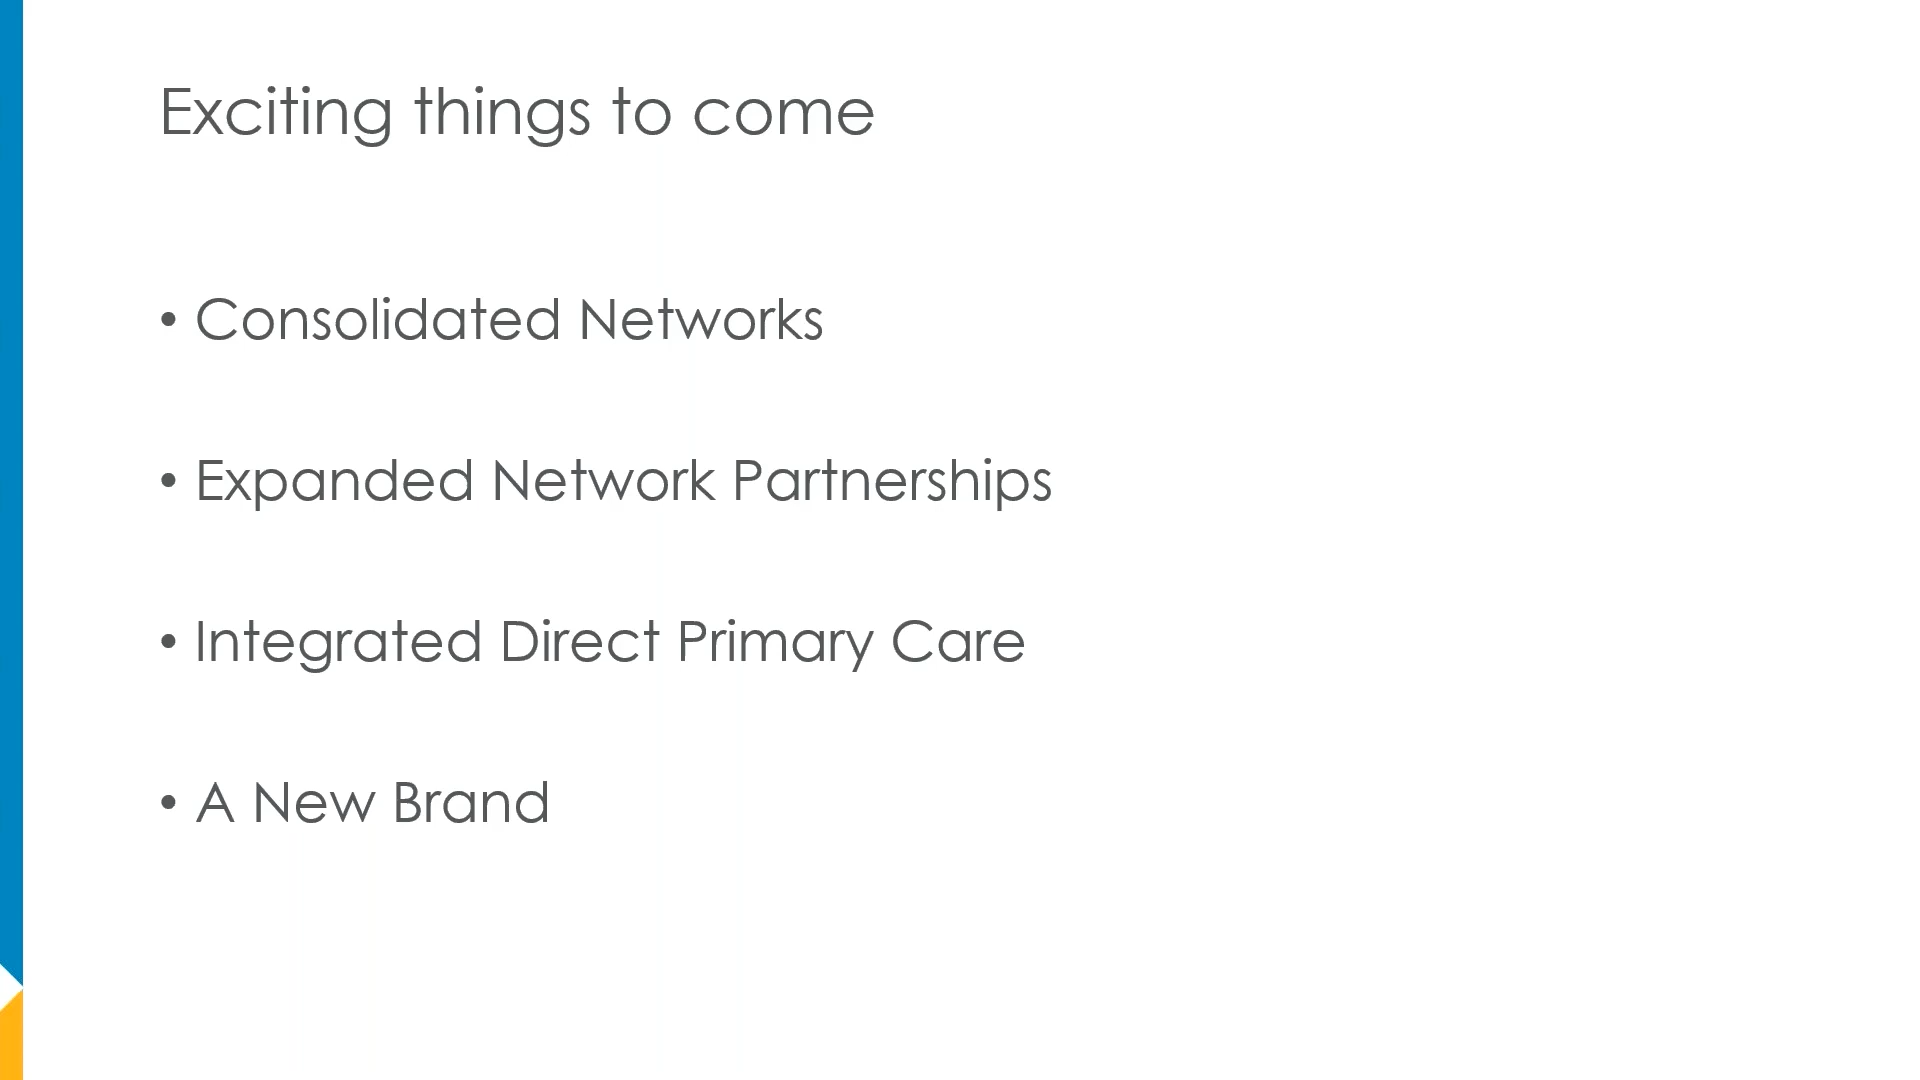 Exciting things to come
• Consolidated Networks
• Expanded Network Partnerships
• Integrated Direct Primary Care
• A New Brand